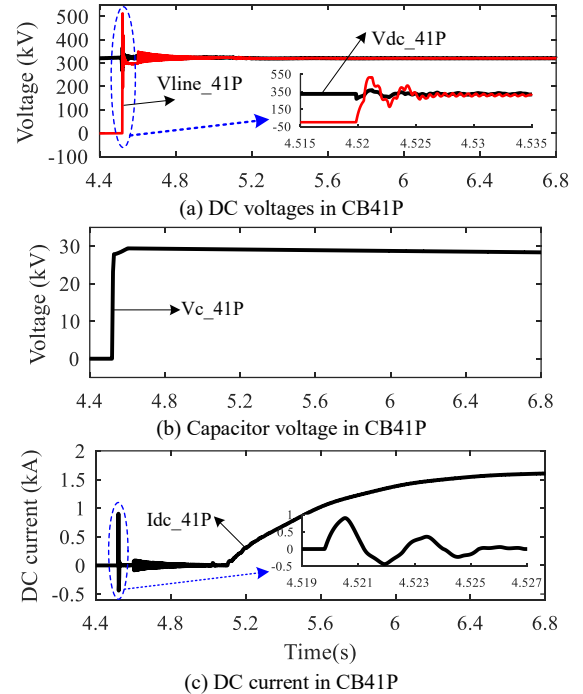 500
400
300
200
100
0
-100
Voltage (kV)
Vdc_41P
Vline_41P
550
350
150
-50
4.515 4.52 4.525 4.53 4.535
4.4 4.8 5.2 5.6 6 6.4 6.8
(a) DC voltages in CB41P
30
20
10
0
Voltage (kV)
Vc_41P
4.4 4.8 5.2 5.6 6 6.4 6.8
(b) Capacitor voltage in CB41P
2
1.5
1
0.5
0
-0.5
DC current (kA)
Idc_41P
1
0.5
0
-0.5
4.519 4.521 4.523 4.525 4.527
4.4 4.8 5.2 5.6 6 6.4 6.8
Time(s)
(c) DC current in CB41P